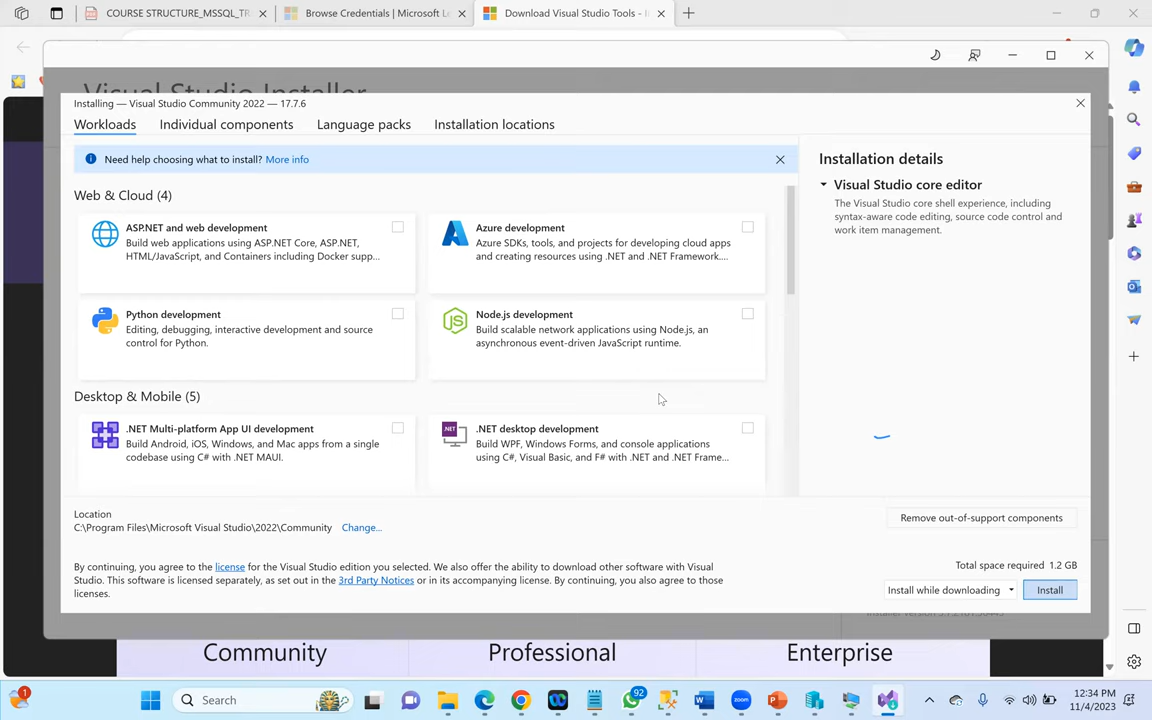 COURSE STRUCTURE_MSSQL_TR
Browse Credentials | Microsoft Le
Download Visual Studio Tools - I
Visual Studio Installer
Installing — Visual Studio Community 2022 — 17.7.6
Workloads
Individual components
Language packs
Installation locations
Need help choosing what to install? More info
Web & Cloud (4)
ASP.NET and web development
Build web applications using ASP.NET Core, ASP.NET,
HTML/JavaScript, and Containers including Docker supp...
Azure development
Azure SDKs, tools, and projects for developing cloud apps
and creating resources using .NET and .NET Framework....
Python development
Editing, debugging, interactive development and source
control for Python.
Node.js development
Build scalable network applications using Node.js, an
asynchronous event-driven JavaScript runtime.
Desktop & Mobile (5)
.NET Multi-platform App UI development
Build Android, iOS, Windows, and Mac apps from a single
codebase using C# with .NET MAUI.
.NET desktop development
Build WPF, Windows Forms, and console applications
using C#, Visual Basic, and F# with .NET and .NET Frame...
Installation details
Visual Studio core editor
The Visual Studio core shell experience, including
syntax-aware code editing, source code control and
work item management.
Location
C:\Program Files\Microsoft Visual Studio\2022\Community Change...
Remove out-of-support components
By continuing, you agree to the license for the Visual Studio edition you selected. We also offer the ability to download other software with Visual
Studio. This software is licensed separately, as set out in the 3rd Party Notices or in its accompanying license. By continuing, you also agree to those
licenses.
Total space required 1.2 GB
Install while downloading
Install
Community
Professional
Enterprise
1
Search
92
12:34 PM
11/4/2023